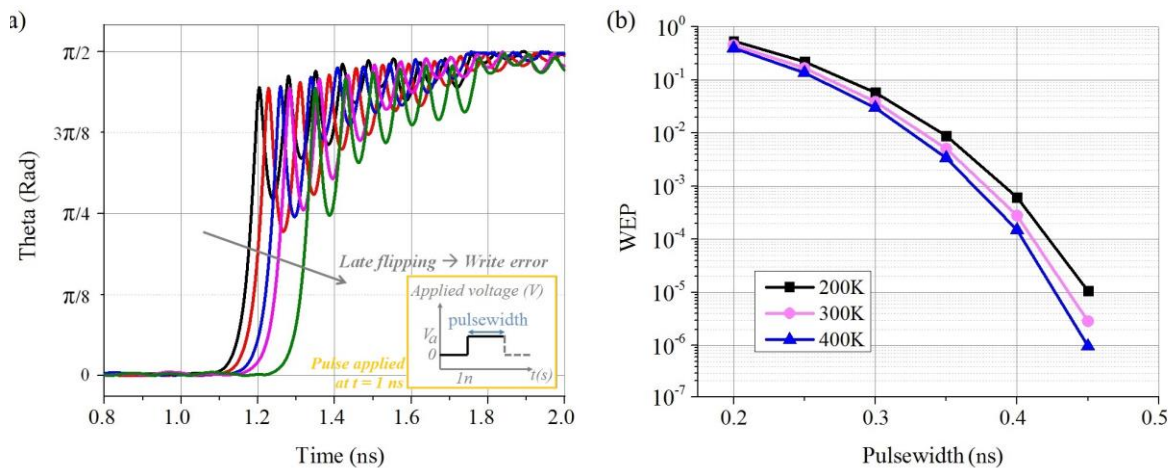 a)
π/2
3π/8
π/4
π/8
0
Theta (Rad)
0.8 1.0 1.2 1.4 1.6 1.8 2.0
Time (ns)
Late flipping → Write error
Applied voltage (V)
pulsewidth
Va
0
1n
t(s)
Pulse applied
at t = 1 ns
(b)
10^0
10^-1
10^-2
10^-3
10^-4
10^-5
10^-6
10^-7
WEP
200K
300K
400K
0.2 0.3 0.4 0.5
Pulsewidth (ns)